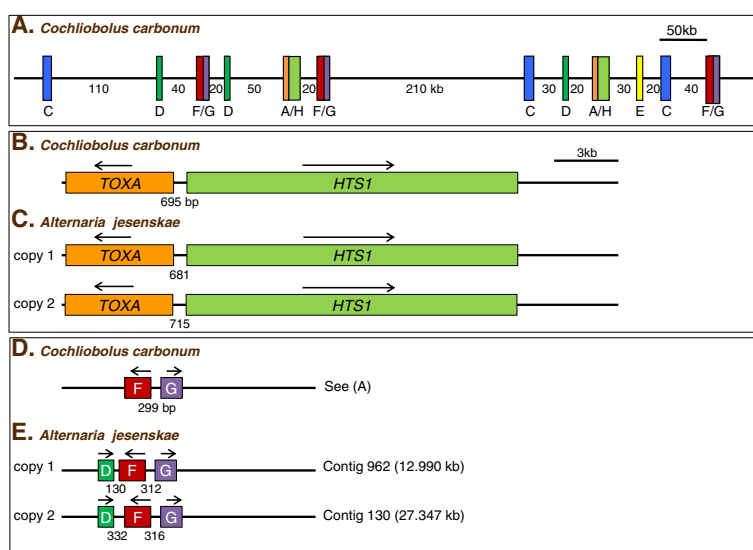 A. Cochliobolus carbonum
50kb
110 40 20 50 20 210 kb 30 20 30 20 40
C D F/G D A/H F/G C D A/H E C F/G
B. Cochliobolus carbonum
3kb
TOXA HTS1
695 bp
C. Alternaria jesenskae
copy 1 TOXA HTS1
681
copy 2 TOXA HTS1
715
D. Cochliobolus carbonum
F G See (A)
299 bp
E. Alternaria jesenskae
copy 1 D F G Contig 962 (12.990 kb)
130 312
copy 2 D F G Contig 130 (27.347 kb)
332 316